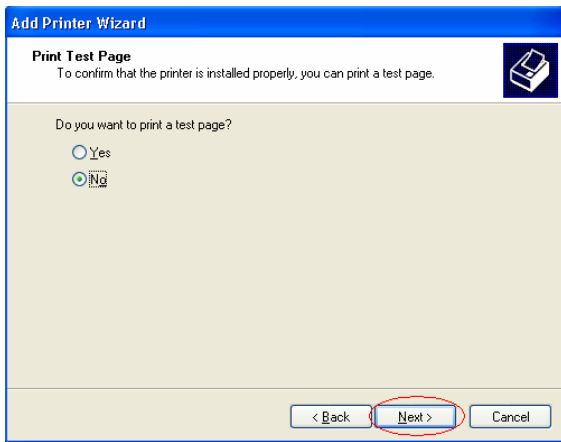 Add Printer Wizard
Print Test Page
To confirm that the printer is installed properly, you can print a test page.
Do you want to print a test page?
Yes
No
< Back
Next >
Cancel